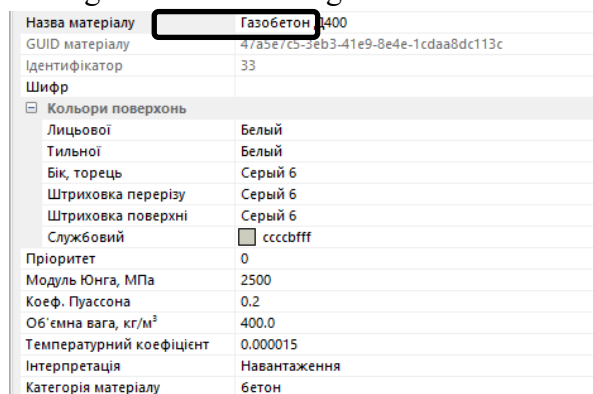 Назва матеріалу Газобетон Д400
GUID матеріалу 47a5e7c5-3eb3-41e9-8e4e-1cdaa8dc113c
Ідентифікатор 33
Шифр
Кольори поверхонь
Лицьової Белый
Тильної Белый
Бік, торець Серый 6
Штриховка перерізу Серый 6
Штриховка поверхні Серый 6
Службовий ccccbfff
Пріоритет 0
Модуль Юнга, МПа 2500
Коеф. Пуассона 0.2
Об'ємна вага, кг/м³ 400.0
Температурний коефіцієнт 0.000015
Інтерпретація Навантаження
Категорія матеріалу бетон